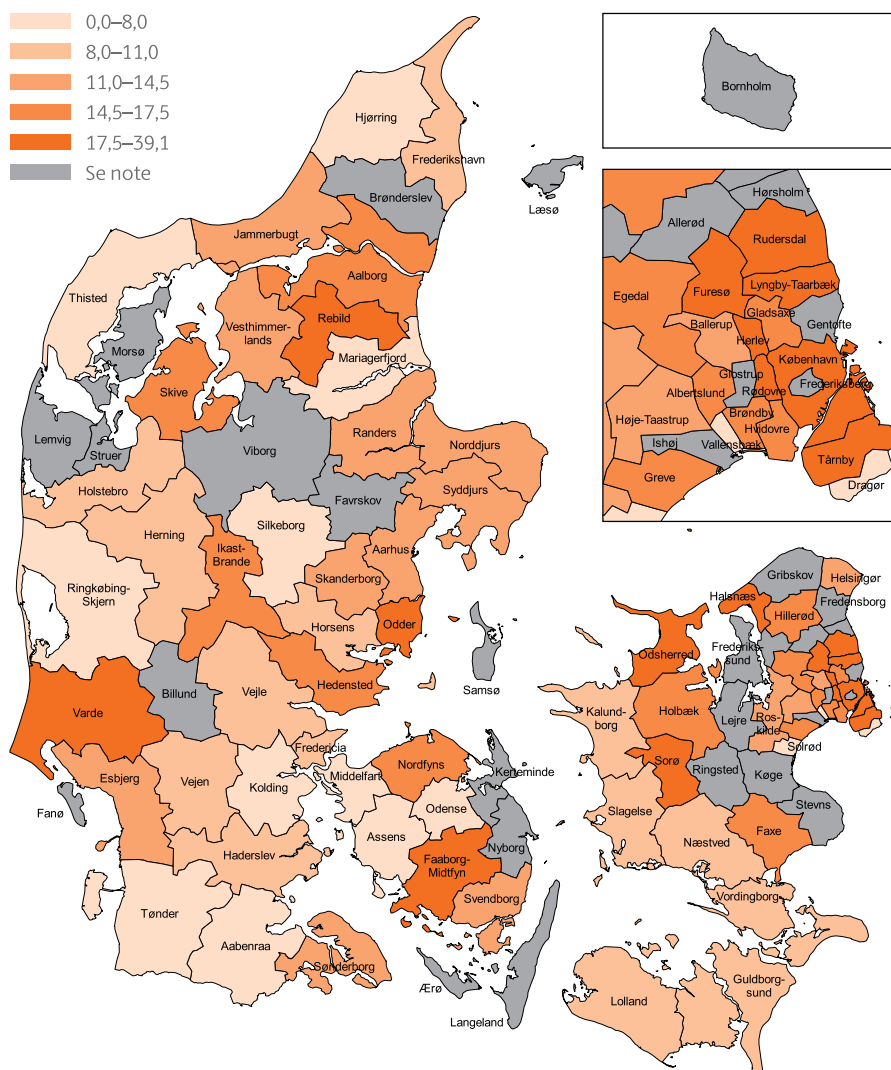 0,0–8,0
8,0–11,0
11,0–14,5
14,5–17,5
17,5–39,1
Se note
Hjørring
Frederikshavn
Brønderslev
Læsø
Jammerbugt
Aalborg
Thisted
Vesthimmer-
lands
Rebild
Morsø
Mariagerfjord
Skive
Lemvig
Struer
Viborg
Randers
Norddjurs
Holstebro
Favrskov
Syddjurs
Herning
Silkeborg
Ikast-
Brande
Aarhus
Skanderborg
Ringkøbing-
Skjern
Horsens
Odder
Samsø
Hedensted
Billund
Vejle
Varde
Fredericia
Esbjerg
Vejen
Kolding
Fanø
Middelfart
Nordfyns
Kerteminde
Odense
Assens
Nyborg
Faaborg-
Midtfyn
Haderslev
Svendborg
Tønder
Aabenraa
Sønderborg
Ærø
Langeland
Bornholm
Hørsholm
Allerød
Rudersdal
Egedal
Furesø
Lyngby-Taarbæk
Ballerup
Gladsaxe
Gentofte
Herlev
København
Glostrup
Frederiksberg
Rødovre
Albertslund
Brøndby
Høje-Taastrup
Hvidovre
Ishøj
Vallensbæk
Tårnby
Greve
Dragør
Gribskov
Helsingør
Halsnæs
Hillerød
Fredensborg
Odsherred
Frederiks-
sund
Kalund-
borg
Holbæk
Lejre
Ros-
kilde
Solrød
Sorø
Ringsted
Køge
Stevns
Slagelse
Næstved
Faxe
Vordingborg
Lolland
Guldborg-
sund